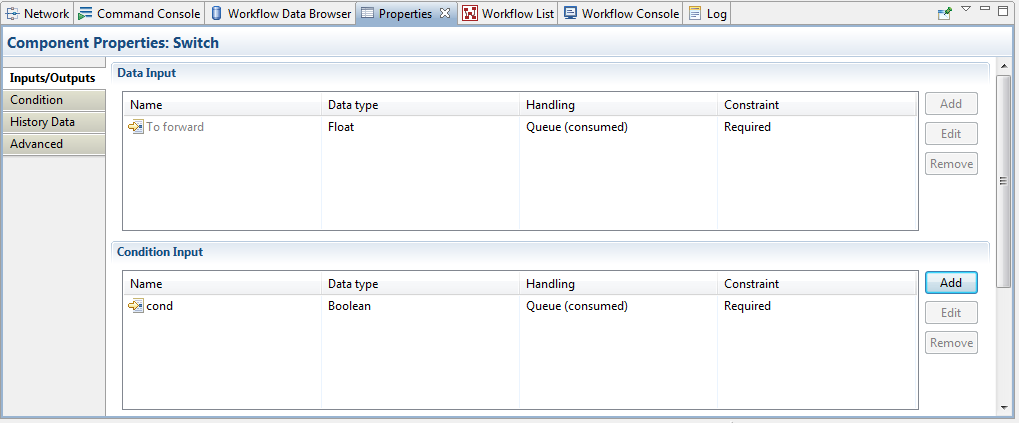 Network Command Console Workflow Data Browser Properties Workflow List Workflow Console Log
Component Properties: Switch
Inputs/Outputs
Condition
History Data
Advanced
Data Input
Name Data type Handling Constraint
To forward Float Queue (consumed) Required
Add
Edit
Remove
Condition Input
Name Data type Handling Constraint
cond Boolean Queue (consumed) Required
Add
Edit
Remove